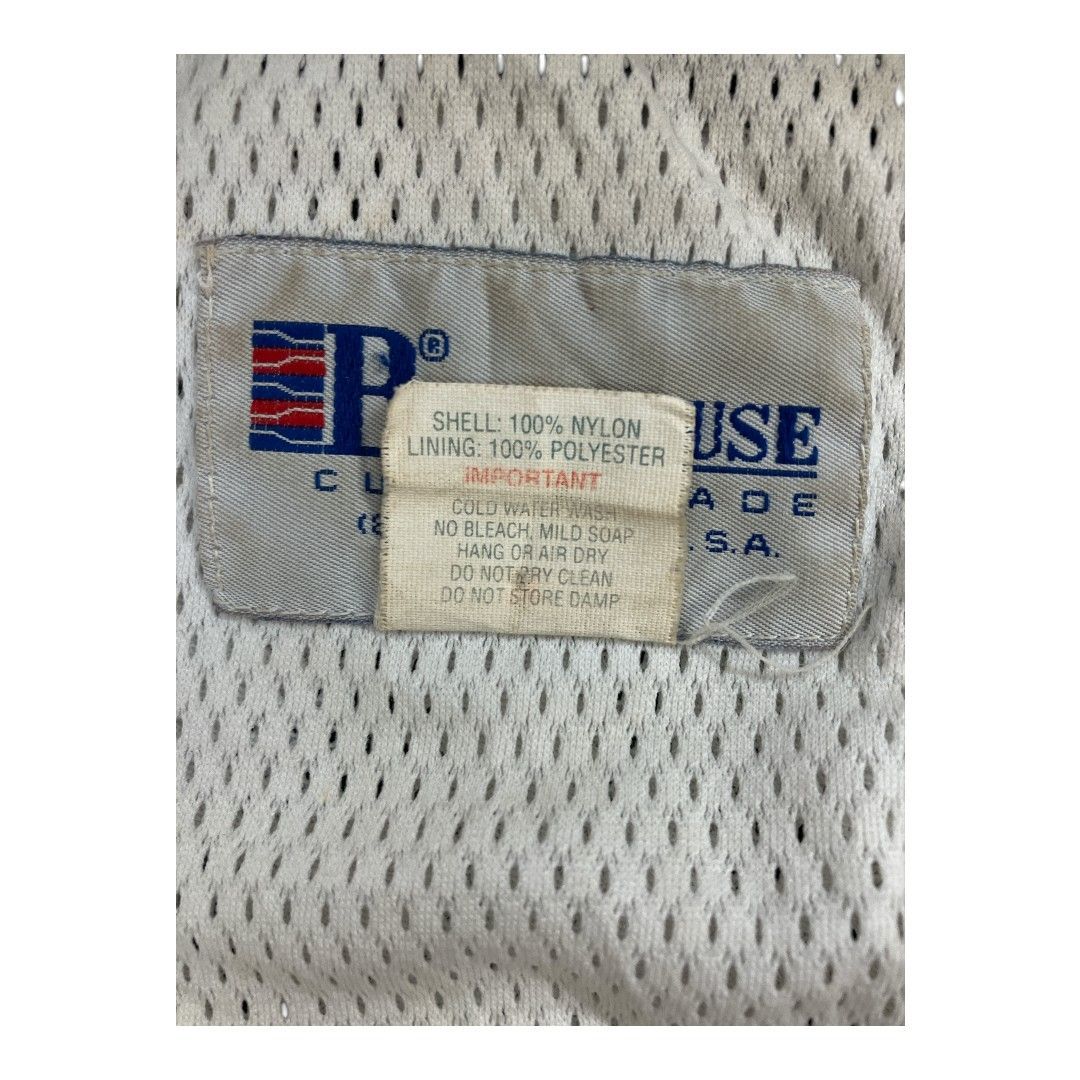 B®
USE
SHELL: 100% NYLON
LINING: 100% POLYESTER
IMPORTANT
COLD WATER WASH
NO BLEACH, MILD SOAP
HANG OR AIR DRY
DO NOT DRY CLEAN
DO NOT STORE DAMP
CU
ADE
(8
.S.A.